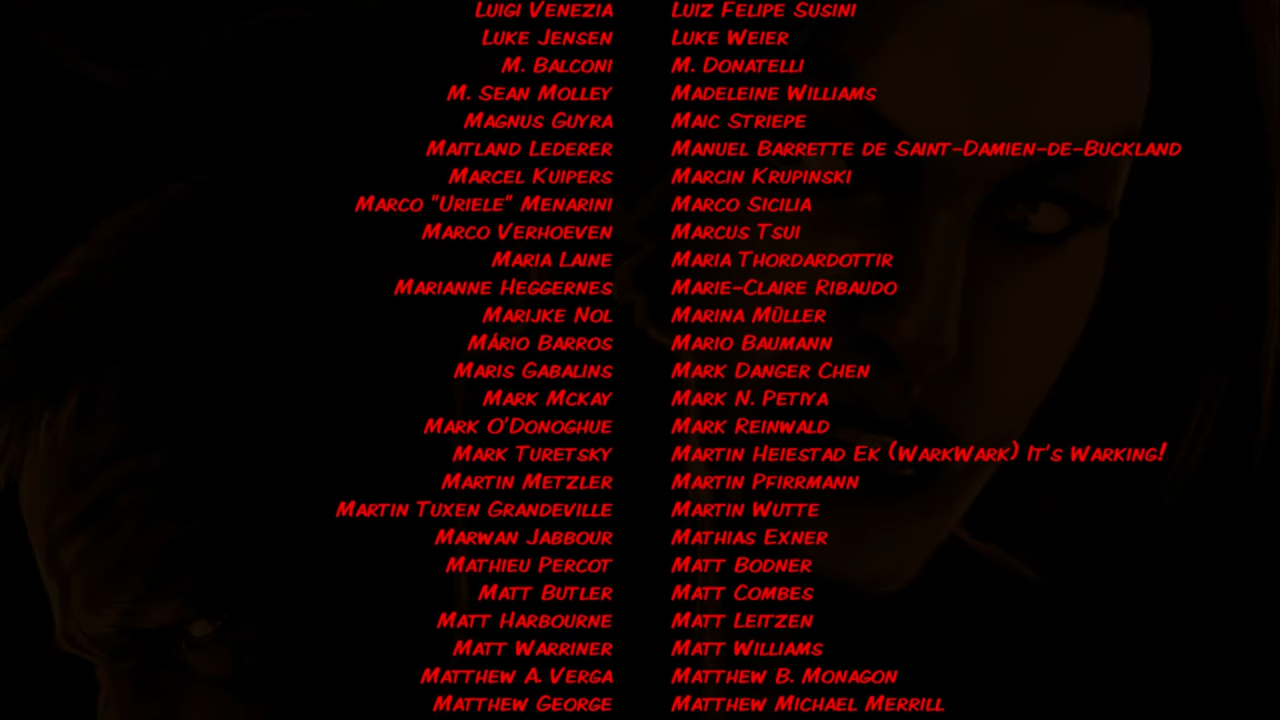 Luigi Venezia Luiz Felipe Susini
Luke Jensen Luke Weier
M. Balconi M. Donatelli
M. Sean Molley Madeleine Williams
Magnus Guyra Maic Striepe
Maitland Lederer Manuel Barrette de Saint-Damien-de-Buckland
Marcel Kuipers Marcin Krupinski
Marco "Uriele" Menarini Marco Sicilia
Marco Verhoeven Marcus Tsui
Maria Laine Maria Thordardottir
Marianne Heggernes Marie-Claire Ribaudo
Marijke Nol Marina Müller
Mário Barros Mario Baumann
Maris Gabalins Mark Danger Chen
Mark Mckay Mark N. Petiya
Mark O'Donoghue Mark Reinwald
Mark Turetsky Martin Heiestad Ek (WarkWark) It's Warking!
Martin Metzler Martin Pfirrmann
Martin Tuxen Grandeville Martin Wutte
Marwan Jabbour Mathias Exner
Mathieu Percot Matt Bodner
Matt Butler Matt Combes
Matt Harbourne Matt Leitzen
Matt Warriner Matt Williams
Matthew A. Verga Matthew B. Monagon
Matthew George Matthew Michael Merrill